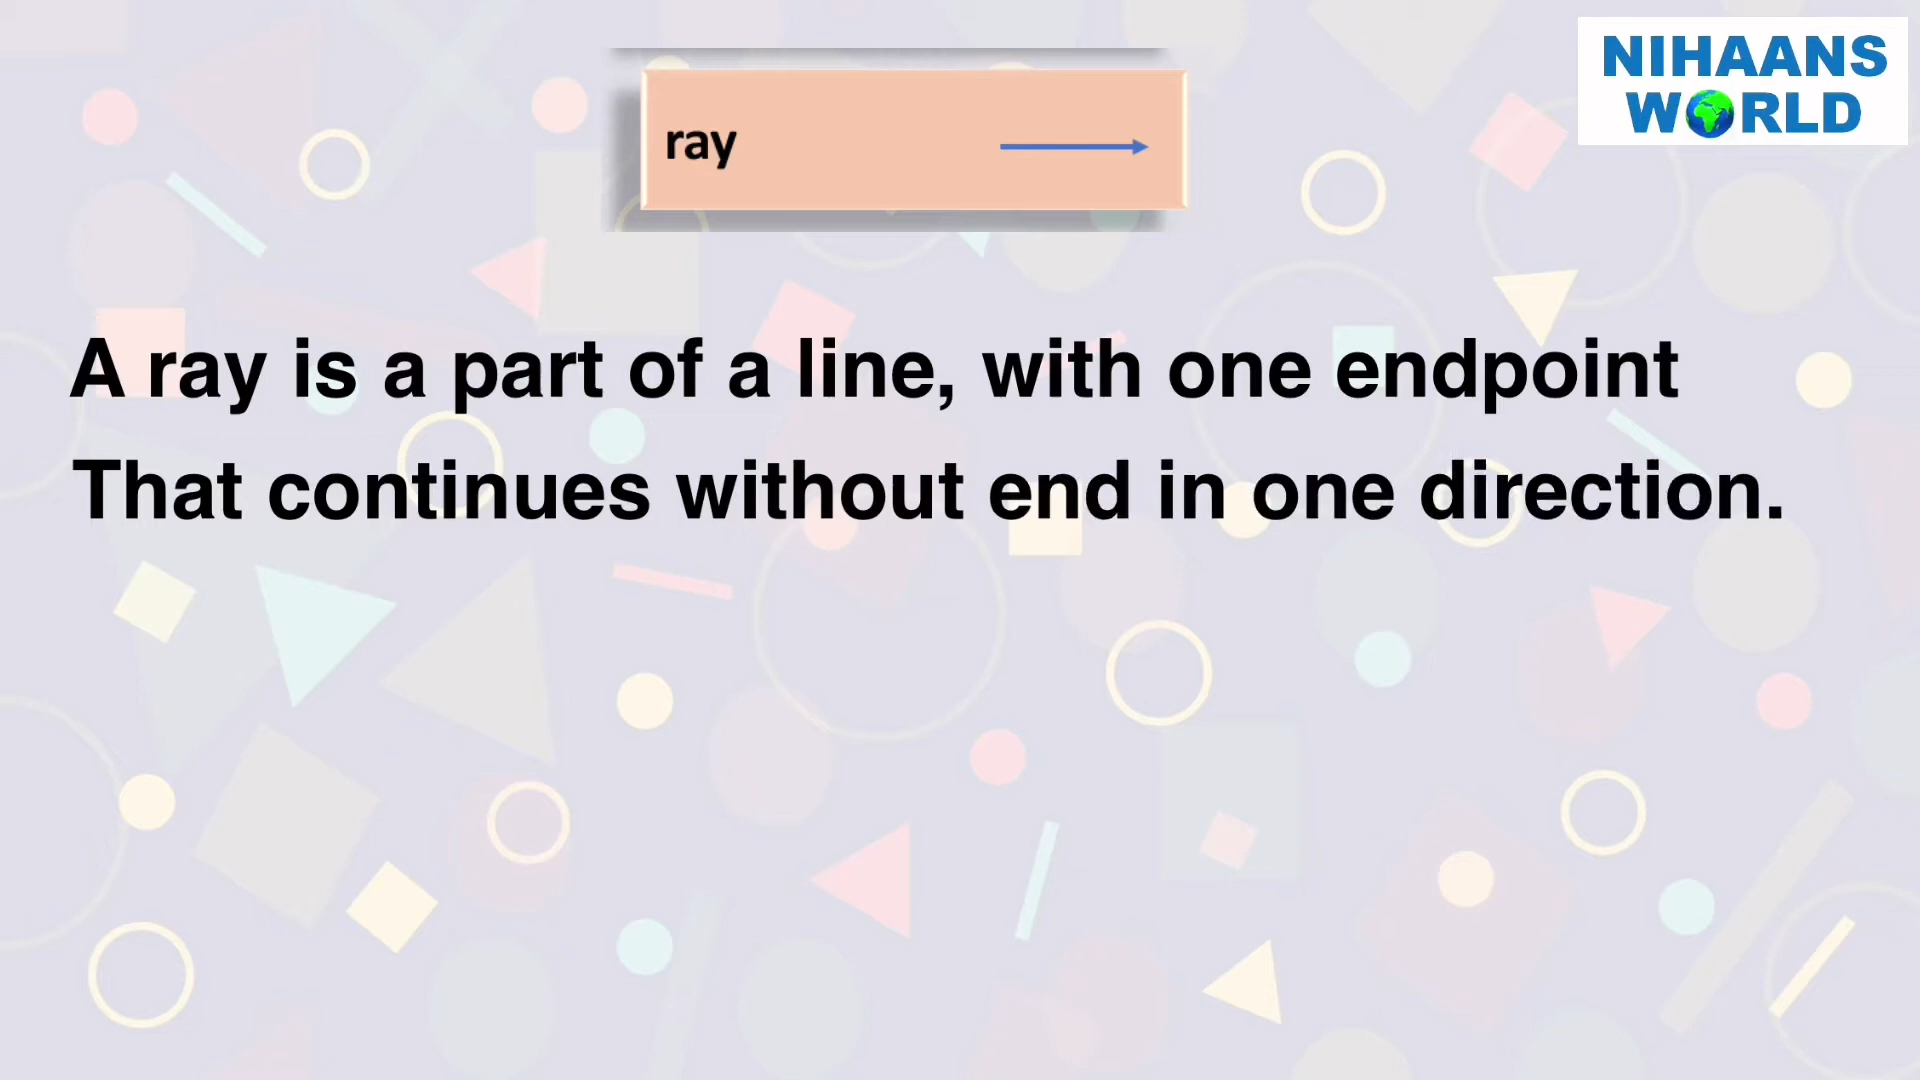 NIHAANS
WORLD
ray
A ray is a part of a line, with one endpoint
That continues without end in one direction.